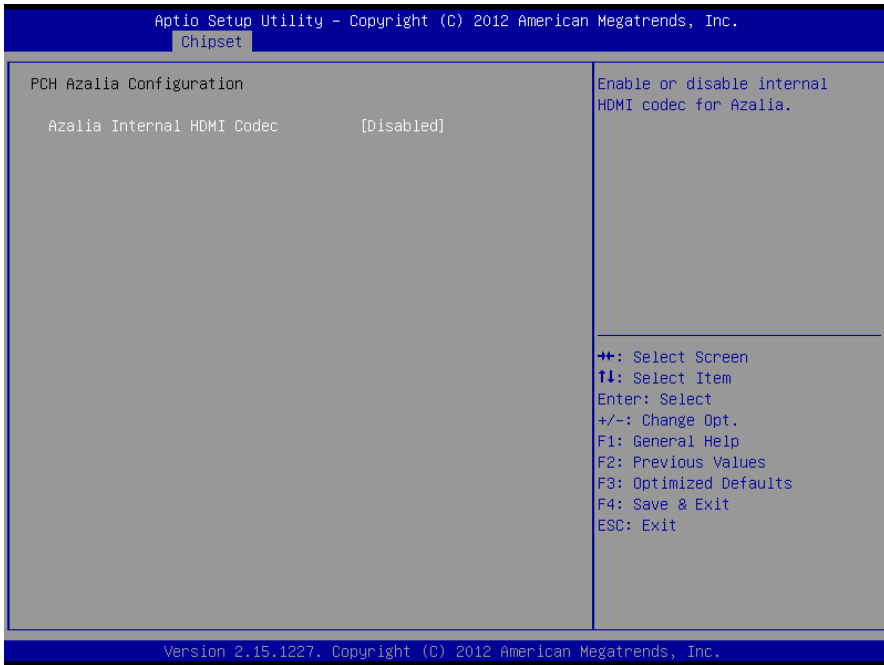 Aptio Setup Utility – Copyright (C) 2012 American Megatrends, Inc.
Chipset
PCH Azalia Configuration
Azalia Internal HDMI Codec [Disabled]
Enable or disable internal
HDMI codec for Azalia.
→←: Select Screen
↑↓: Select Item
Enter: Select
+/-: Change Opt.
F1: General Help
F2: Previous Values
F3: Optimized Defaults
F4: Save & Exit
ESC: Exit
Version 2.15.1227. Copyright (C) 2012 American Megatrends, Inc.